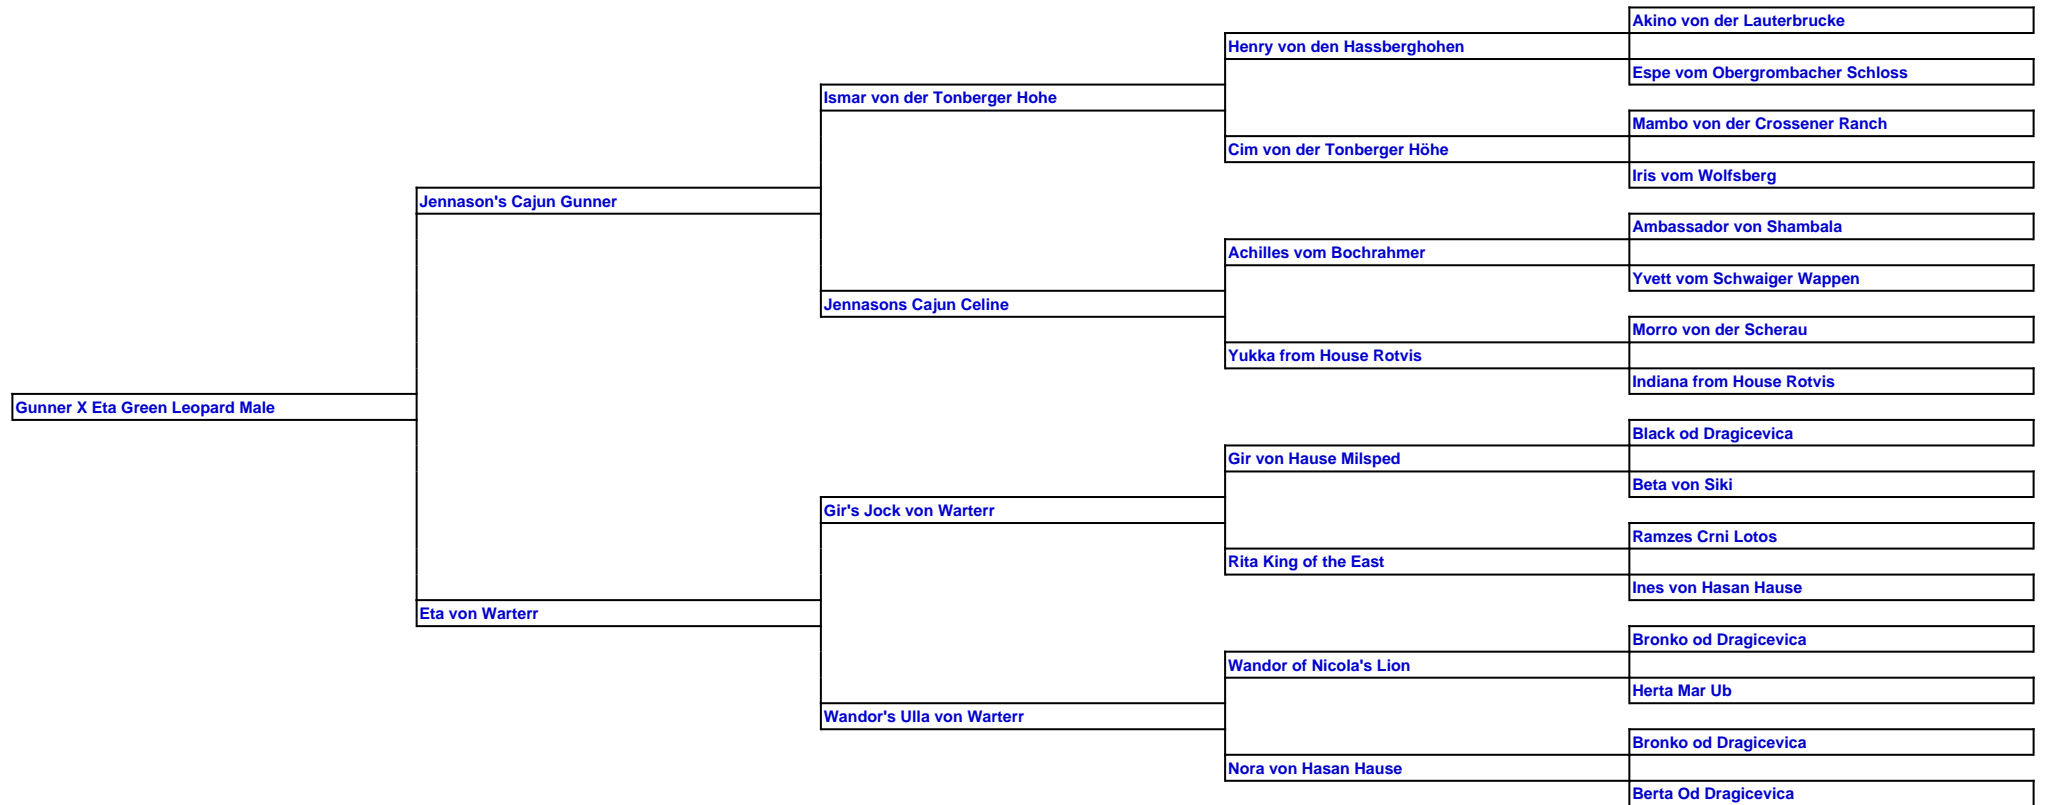 Akino von der Lauterbrucke
Henry von den Hassberghohen
Espe vom Obergrombacher Schloss
Ismar von der Tonberger Hohe
Mambo von der Crossener Ranch
Cim von der Tonberger Höhe
Iris vom Wolfsberg
Jennason's Cajun Gunner
Ambassador von Shambala
Achilles vom Bochrahmer
Yvett vom Schwaiger Wappen
Jennasons Cajun Celine
Morro von der Scherau
Yukka from House Rotvis
Indiana from House Rotvis
Gunner X Eta Green Leopard Male
Black od Dragicevica
Gir von Hause Milsped
Beta von Siki
Gir's Jock von Warterr
Ramzes Crni Lotos
Rita King of the East
Ines von Hasan Hause
Eta von Warterr
Bronko od Dragicevica
Wandor of Nicola's Lion
Herta Mar Ub
Wandor's Ulla von Warterr
Bronko od Dragicevica
Nora von Hasan Hause
Berta Od Dragicevica